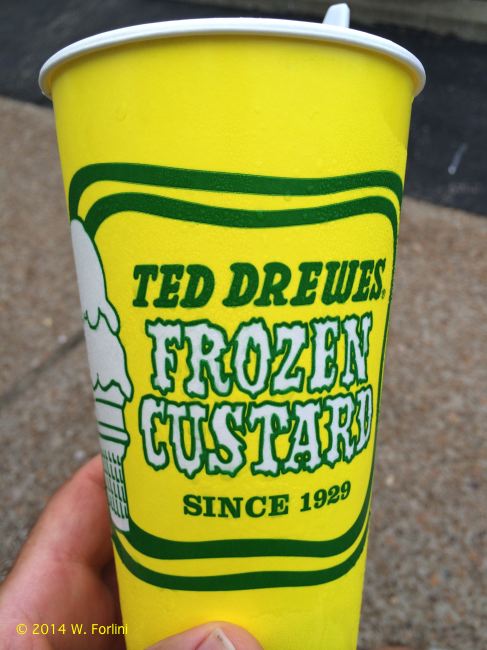 TED DREWES®
FROZEN
CUSTARD
SINCE 1929
© 2014 W. Forlini